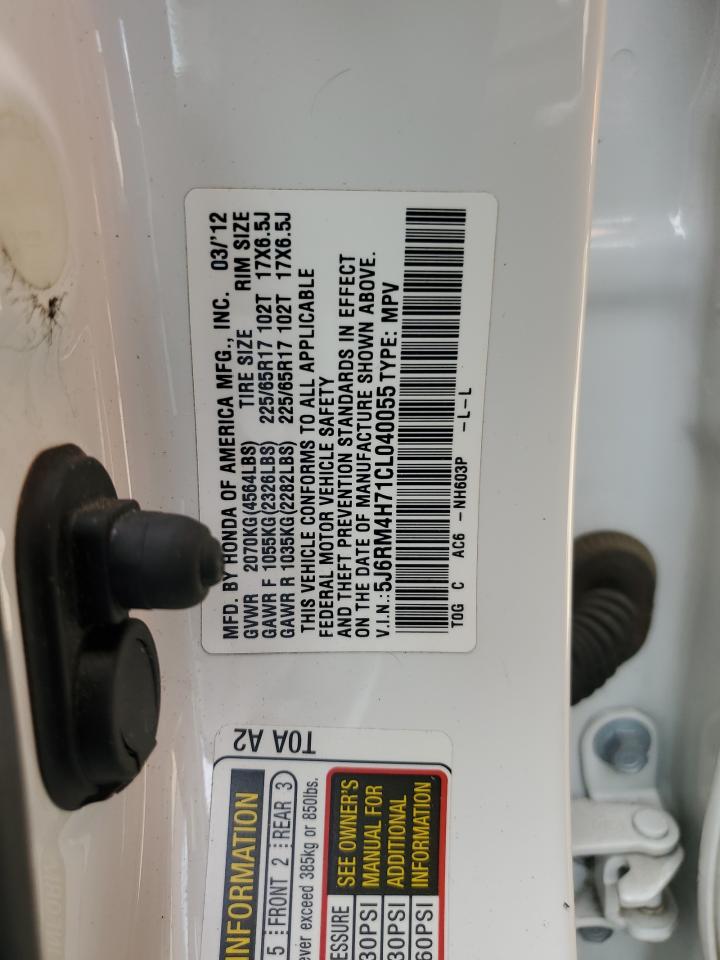 MFD. BY HONDA OF AMERICA MFG., INC. 03/'12
GVWR 2070KG(4564LBS) TIRE SIZE RIM SIZE
GAWR F 1055KG(2326LBS) 225/65R17 102T 17X6.5J
GAWR R 1035KG(2282LBS) 225/65R17 102T 17X6.5J
THIS VEHICLE CONFORMS TO ALL APPLICABLE
FEDERAL MOTOR VEHICLE SAFETY
AND THEFT PREVENTION STANDARDS IN EFFECT
ON THE DATE OF MANUFACTURE SHOWN ABOVE.
V.I.N.:5J6RM4H71CL040055 TYPE: MPV
TOG C AC6 -NH603P -L-L
T0A A2
INFORMATION
5 FRONT 2 REAR 3
ever exceed 385kg or 850lbs.
ESSURE
30PSI
30PSI
60PSI
SEE OWNER'S
MANUAL FOR
ADDITIONAL
INFORMATION